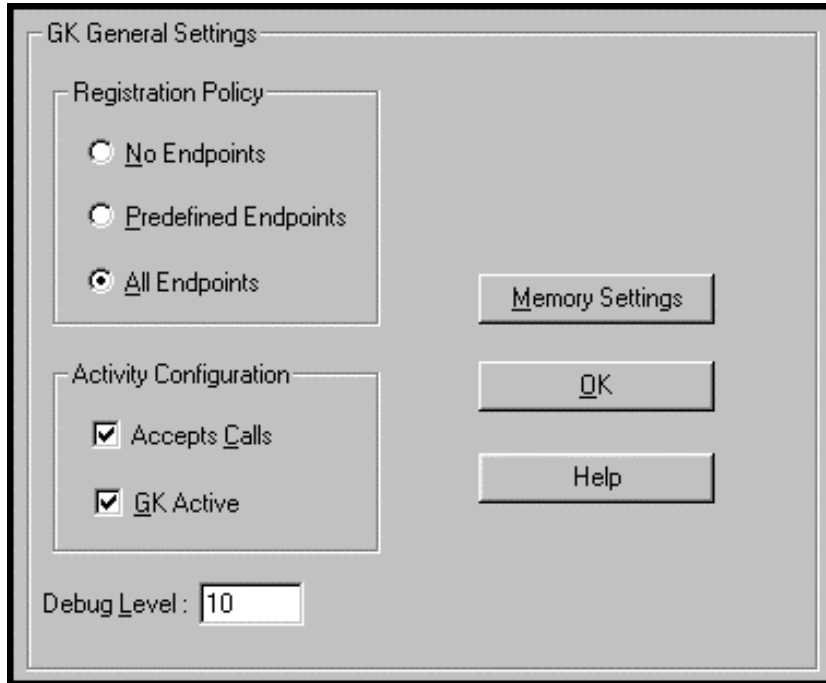 GK General Settings
Registration Policy
No Endpoints
Predefined Endpoints
All Endpoints
Memory Settings
Activity Configuration
OK
Accepts Calls
Help
GK Active
Debug Level : 10